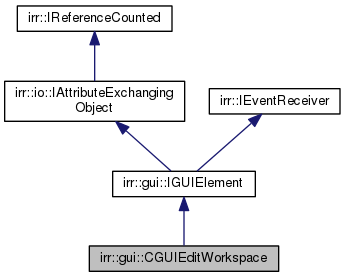 irr::IReferenceCounted
irr::io::IAttributeExchanging
Object
irr::IEventReceiver
irr::gui::IGUIElement
irr::gui::CGUIEditWorkspace